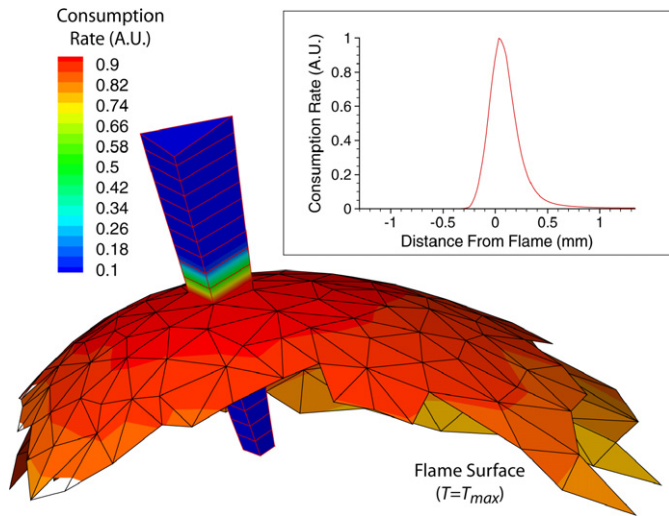 Consumption
Rate (A.U.)
0.9
0.82
0.74
0.66
0.58
0.5
0.42
0.34
0.26
0.18
0.1
Consumption Rate (A.U.)
1
0.8
0.6
0.4
0.2
0
-1 -0.5 0 0.5 1
Distance From Flame (mm)
Flame Surface
(T=Tmax)